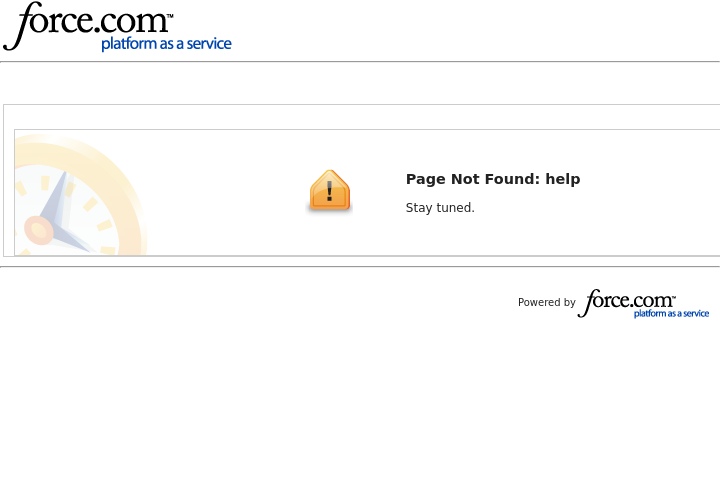 force.com™
platform as a service
Page Not Found: help
Stay tuned.
Powered by force.com™
platform as a service